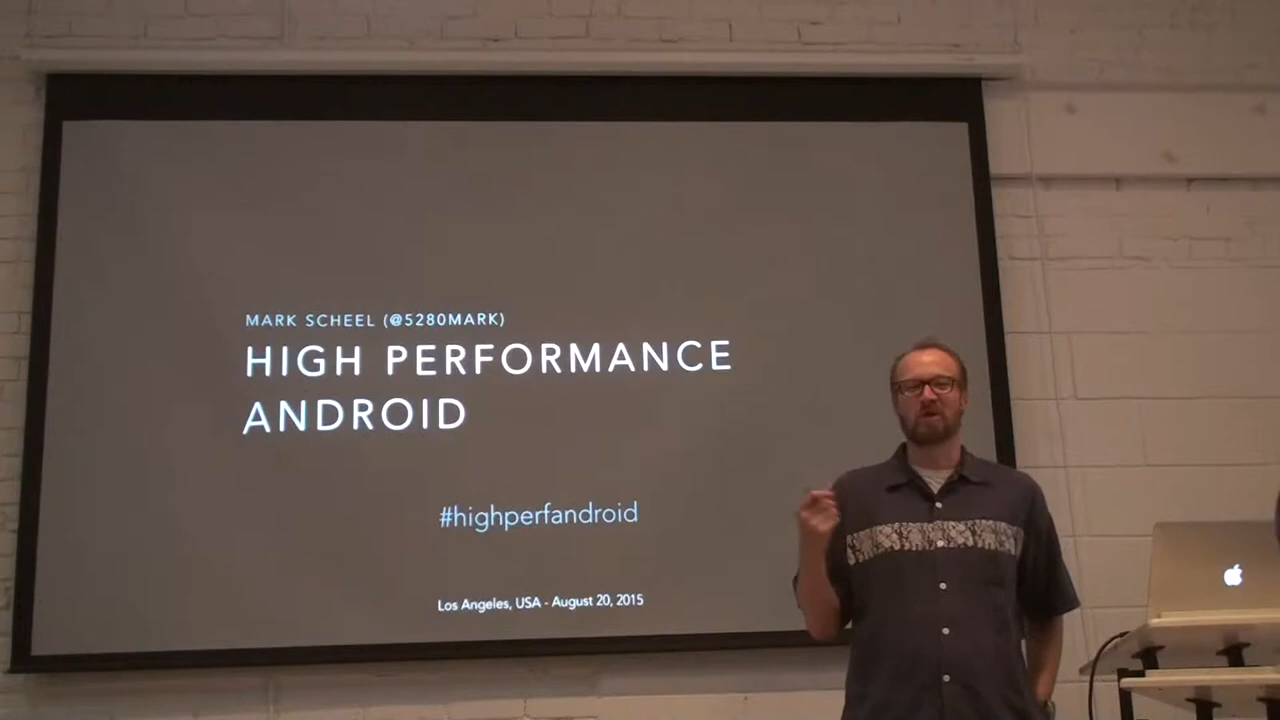 MARK SCHEEL (@5280MARK)
HIGH PERFORMANCE
ANDROID
#highperfandroid
Los Angeles, USA - August 20, 2015